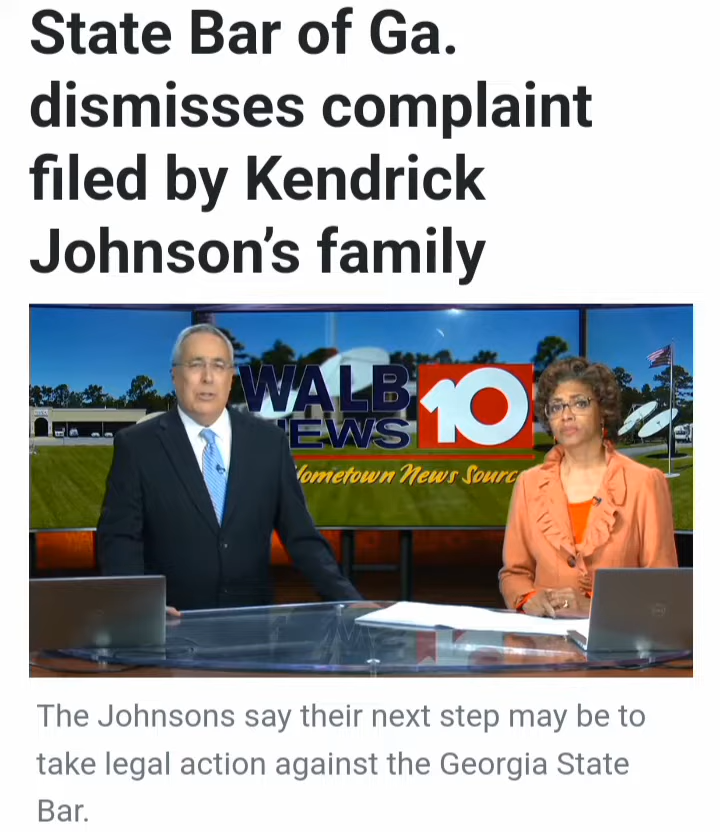 State Bar of Ga.
dismisses complaint
filed by Kendrick
Johnson's family
WALB 10
EWS
ometown News Sourc
The Johnsons say their next step may be to
take legal action against the Georgia State
Bar.